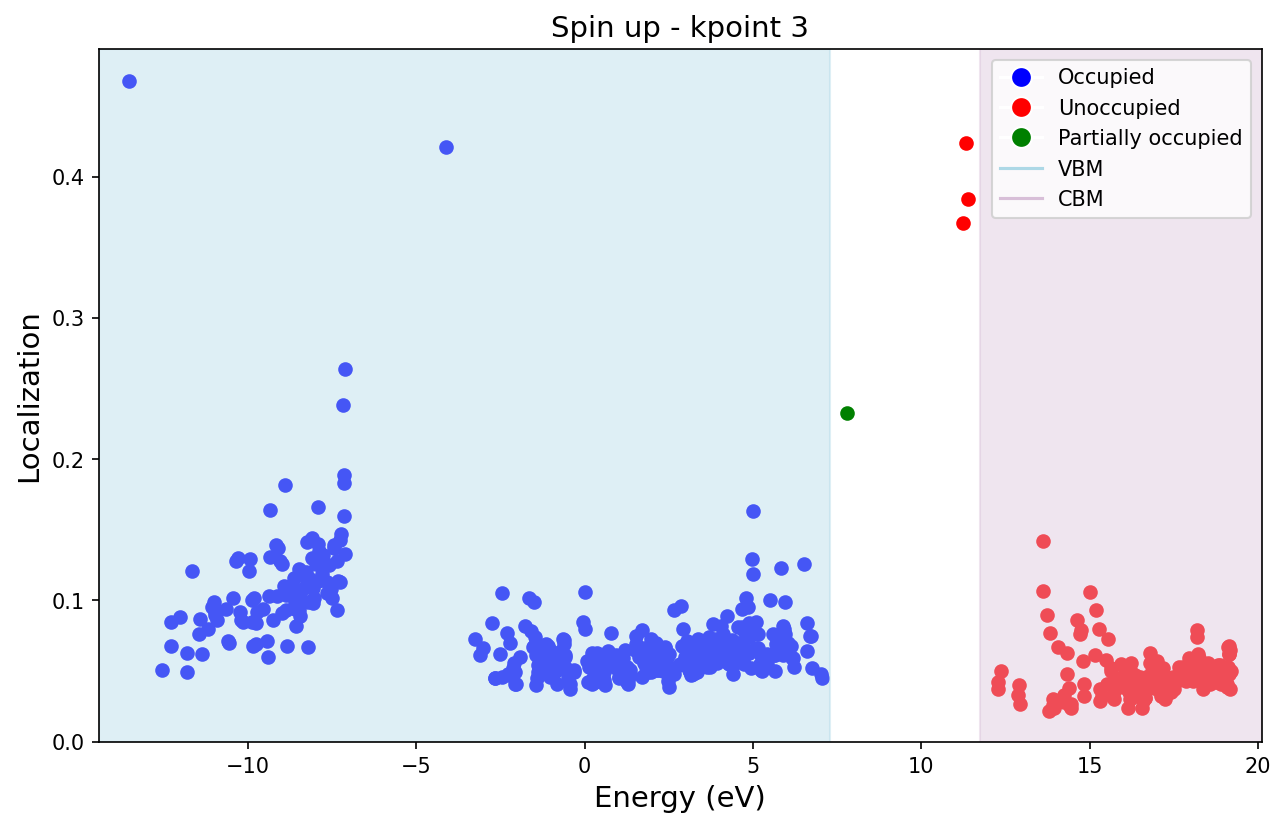 Spin up - kpoint 3
Localization
0.4
0.3
0.2
0.1
0.0
−10
−5
0
5
10
15
20
Energy (eV)
Occupied
Unoccupied
Partially occupied
VBM
CBM